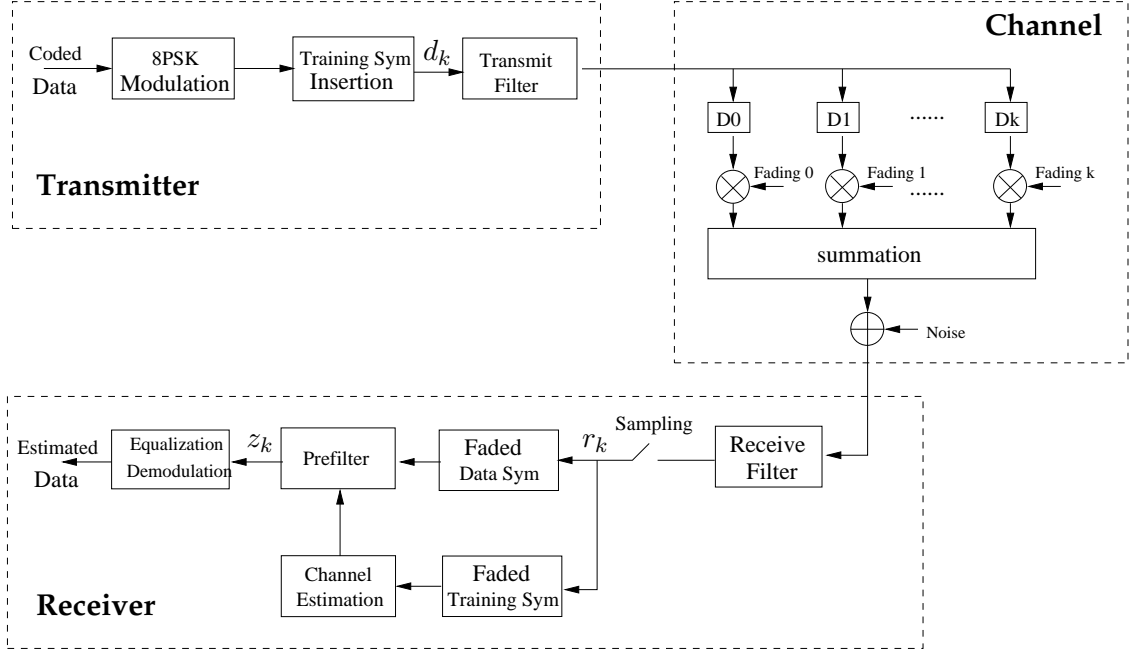 Channel
Coded
Data
8PSK
Modulation
Training Sym
Insertion
d_k
Transmit
Filter
D0
D1
......
Dk
Fading 0
Fading 1
......
Fading k
Transmitter
summation
Noise
Estimated
Data
Equalization
Demodulation
z_k
Prefilter
Faded
Data Sym
r_k
Sampling
Receive
Filter
Channel
Estimation
Faded
Training Sym
Receiver